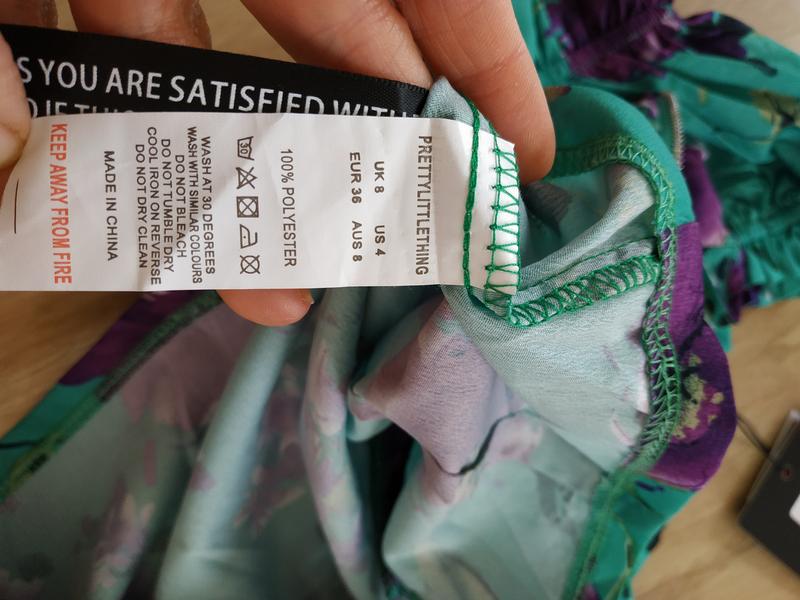 S YOU ARE SATISFIED WITH
PRETTYLITTLETHING
UK 8 US 4
EUR 36 AUS 8
100% POLYESTER
30
WASH AT 30 DEGREES
WASH WITH SIMILAR COLOURS
DO NOT BLEACH
DO NOT TUMBLE DRY
COOL IRON ON REVERSE
DO NOT DRY CLEAN
MADE IN CHINA
KEEP AWAY FROM FIRE